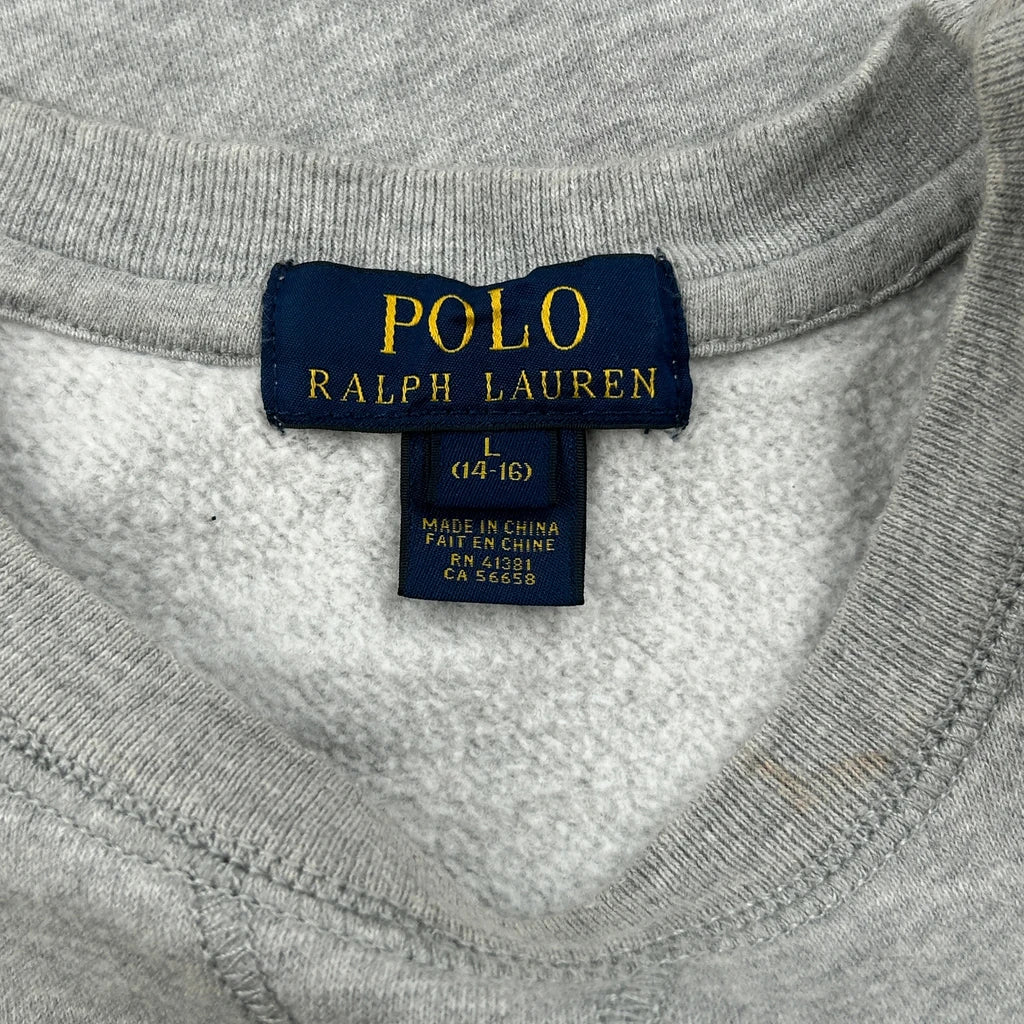 POLO
RALPH LAUREN
L
(14-16)
MADE IN CHINA
FAIT EN CHINE
RN 41381
CA 56658